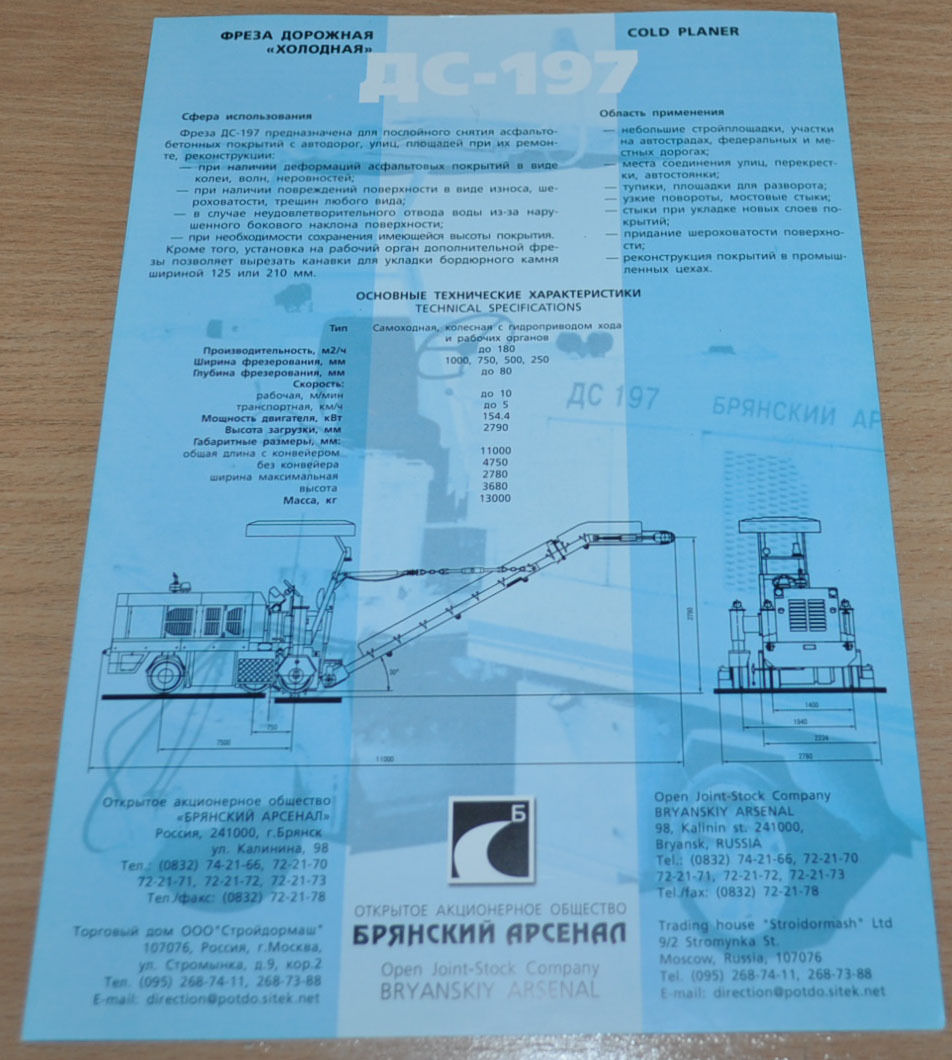 ФРЕЗА ДОРОЖНАЯ
«ХОЛОДНАЯ»
COLD PLANER
ДС-197
Сфера использования
Фреза ДС-197 предназначена для послойного снятия асфальто-
бетонных покрытий с автодорог, улиц, площадей при их ремон-
те, реконструкции:
— при наличии деформаций асфальтовых покрытий в виде
колеи, волн, неровностей;
— при наличии повреждений поверхности в виде износа, ше-
роховатости, трещин любого вида;
— в случае неудовлетворительного отвода воды из-за нару-
шенного бокового наклона поверхности;
— при необходимости сохранения имеющейся высоты покрытия.
Кроме того, установка на рабочий орган дополнительной фре-
зы позволяет вырезать канавки для укладки бордюрного камня
шириной 125 или 210 мм.
Область применения
— небольшие стройплощадки, участки
на автострадах, федеральных и ме-
стных дорогах;
— места соединения улиц, перекрест-
ки, автостоянки;
— тупики, площадки для разворота;
— узкие повороты, мостовые стыки;
— стыки при укладке новых слоев по-
крытий;
— придание шероховатости поверхно-
сти;
— реконструкция покрытий в промыш-
ленных цехах.
ОСНОВНЫЕ ТЕХНИЧЕСКИЕ ХАРАКТЕРИСТИКИ
TECHNICAL SPECIFICATIONS
Тип Самоходная, колесная с гидроприводом хода
и рабочих органов
Производительность, м2/ч до 180
Ширина фрезерования, мм 1000, 750, 500, 250
Глубина фрезерования, мм до 80
Скорость:
рабочая, м/мин до 10
транспортная, км/ч до 5
Мощность двигателя, кВт 154.4
Высота загрузки, мм 2790
Габаритные размеры, мм:
общая длина с конвейером 11000
без конвейера 4750
ширина максимальная 2780
высота 3680
Масса, кг 13000
ДС 197 БРЯНСКИЙ АР
30°
2790
750
7500
11000
1400
1940
2234
2780
Открытое акционерное общество
«БРЯНСКИЙ АРСЕНАЛ»
Россия, 241000, г.Брянск
ул. Калинина, 98
Тел.: (0832) 74-21-66, 72-21-70
72-21-71, 72-21-72, 72-21-73
Тел./факс: (0832) 72-21-78
Торговый дом ООО"Стройдормаш"
107076, Россия, г.Москва,
ул. Стромынка, д.9, кор.2
Тел. (095) 268-74-11, 268-73-88
E-mail: direction@potdo.sitek.net
Б
ОТКРЫТОЕ АКЦИОНЕРНОЕ ОБЩЕСТВО
БРЯНСКИЙ АРСЕНАЛ
Open Joint-Stock Company
BRYANSKIY ARSENAL
Open Joint-Stock Company
BRYANSKIY ARSENAL
98, Kalinin st. 241000,
Bryansk, RUSSIA
Tel.: (0832) 74-21-66, 72-21-70
72-21-71, 72-21-72, 72-21-73
Tel./fax: (0832) 72-21-78
Trading house "Stroidormash" Ltd
9/2 Stromynka St.
Moscow, Russia, 107076
Tel. (095) 268-74-11, 268-73-88
E-mail: direction@potdo.sitek.net